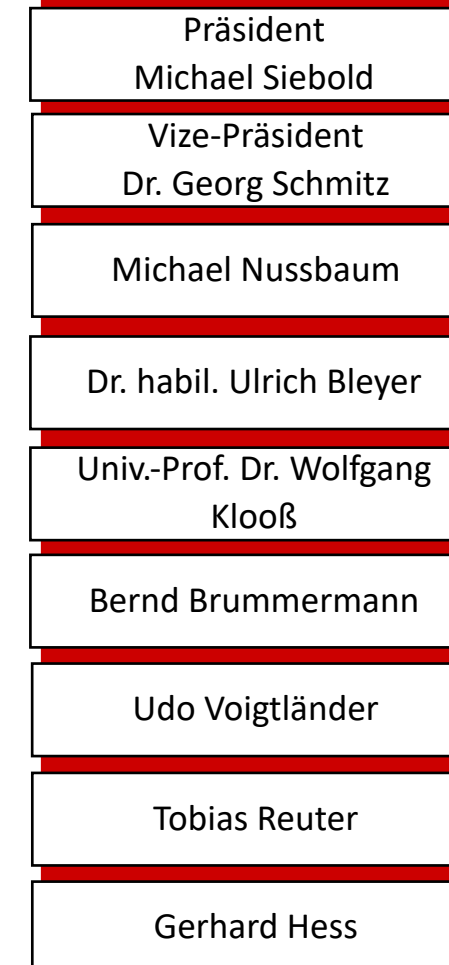 Präsident
Michael Siebold
Vize-Präsident
Dr. Georg Schmitz
Michael Nussbaum
Dr. habil. Ulrich Bleyer
Univ.-Prof. Dr. Wolfgang
Klooß
Bernd Brummermann
Udo Voigtländer
Tobias Reuter
Gerhard Hess